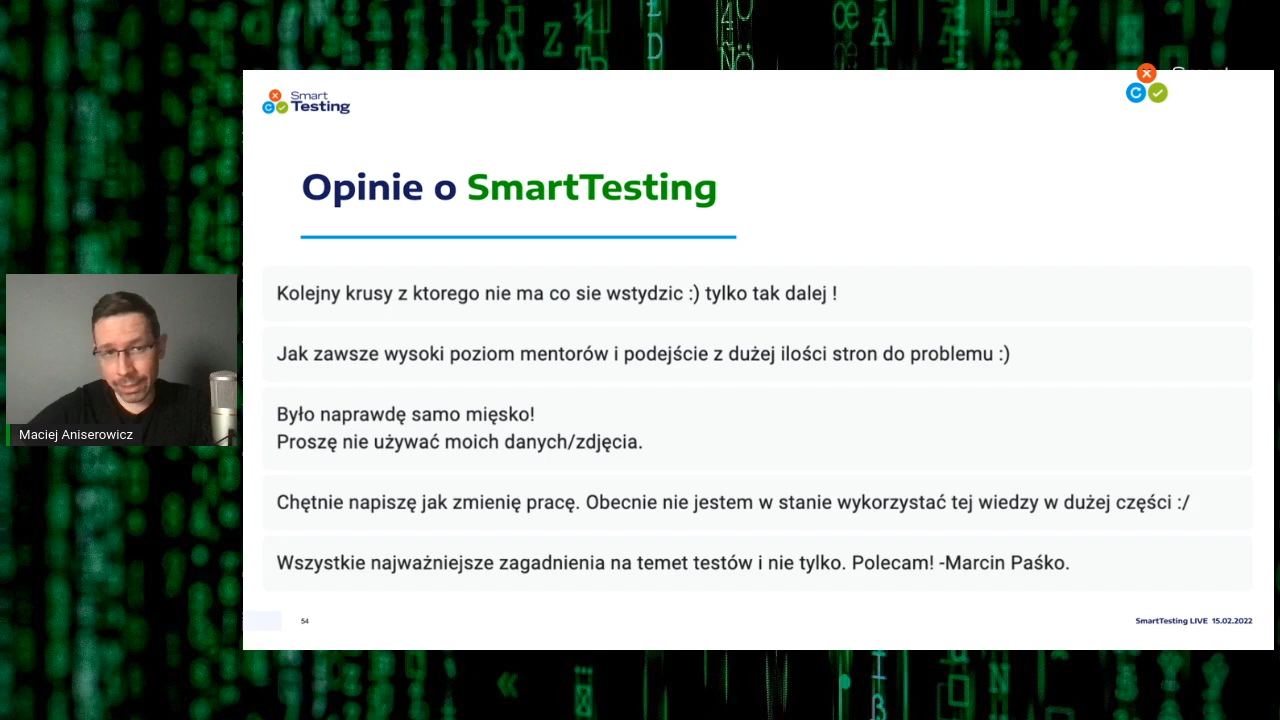 Smart
Testing
Opinie o SmartTesting
Kolejny krusy z ktorego nie ma co sie wstydzic :) tylko tak dalej !
Jak zawsze wysoki poziom mentorów i podejście z dużej ilości stron do problemu :)
Było naprawdę samo mięsko!
Proszę nie używać moich danych/zdjęcia.
Chętnie napiszę jak zmienię pracę. Obecnie nie jestem w stanie wykorzystać tej wiedzy w dużej części :/
Wszystkie najważniejsze zagadnienia na temet testów i nie tylko. Polecam! -Marcin Paśko.
Maciej Aniserowicz
54
SmartTesting LIVE 15.02.2022